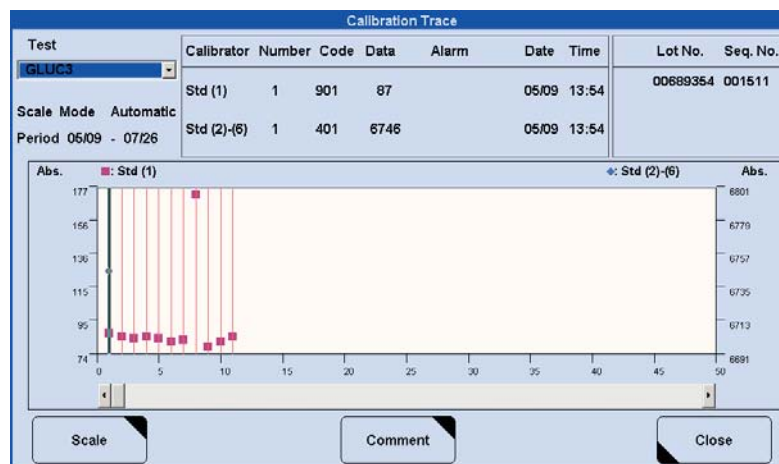 Calibration Trace
Test
GLUC3
Scale Mode Automatic
Period 05/09 - 07/26
Calibrator Number Code Data Alarm Date Time
Std (1) 1 901 87 05/09 13:54
Std (2)-(6) 1 401 6746 05/09 13:54
Lot No. Seq. No.
00689354 001511
Abs. : Std (1) : Std (2)-(6) Abs.
177 6801
156 6779
136 6757
115 6735
95 6713
74 6691
0 5 10 15 20 25 30 35 40 45 50
Scale Comment Close